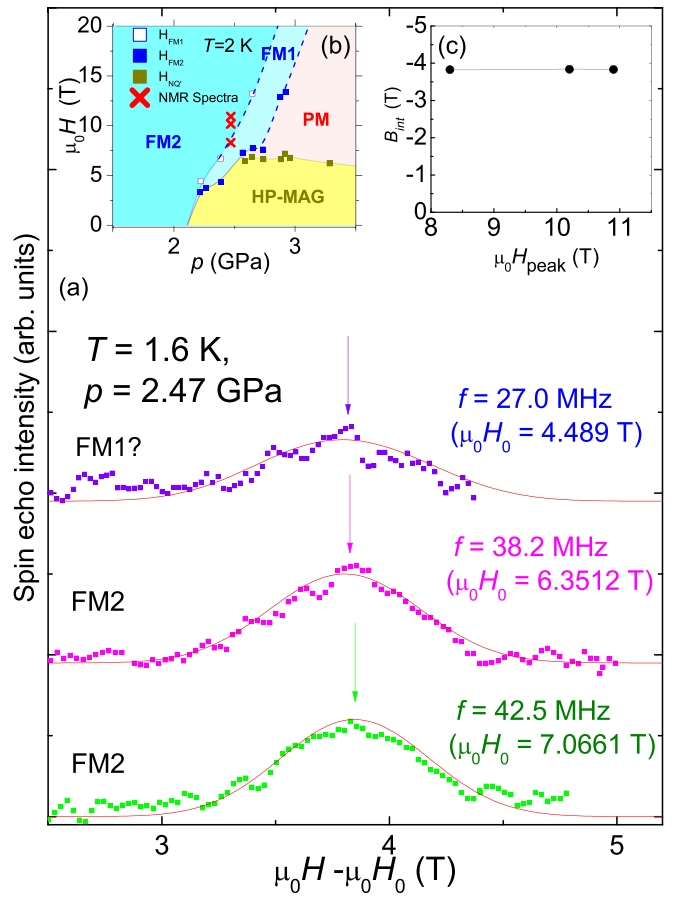 20
15
10
5
0
μ₀H (T)
H_FM1
H_FM2
H_NQ'
NMR Spectra
T=2 K
FM1
(b)
FM2
PM
HP-MAG
2
3
p (GPa)
(c)
-5
-4
-3
-2
-1
0
B_int (T)
8
9
10
11
μ₀H_peak (T)
(a)
Spin echo intensity (arb. units)
T = 1.6 K,
p = 2.47 GPa
f = 27.0 MHz
(μ₀H₀ = 4.489 T)
FM1?
f = 38.2 MHz
(μ₀H₀ = 6.3512 T)
FM2
f = 42.5 MHz
(μ₀H₀ = 7.0661 T)
FM2
3
4
5
μ₀H -μ₀H₀ (T)